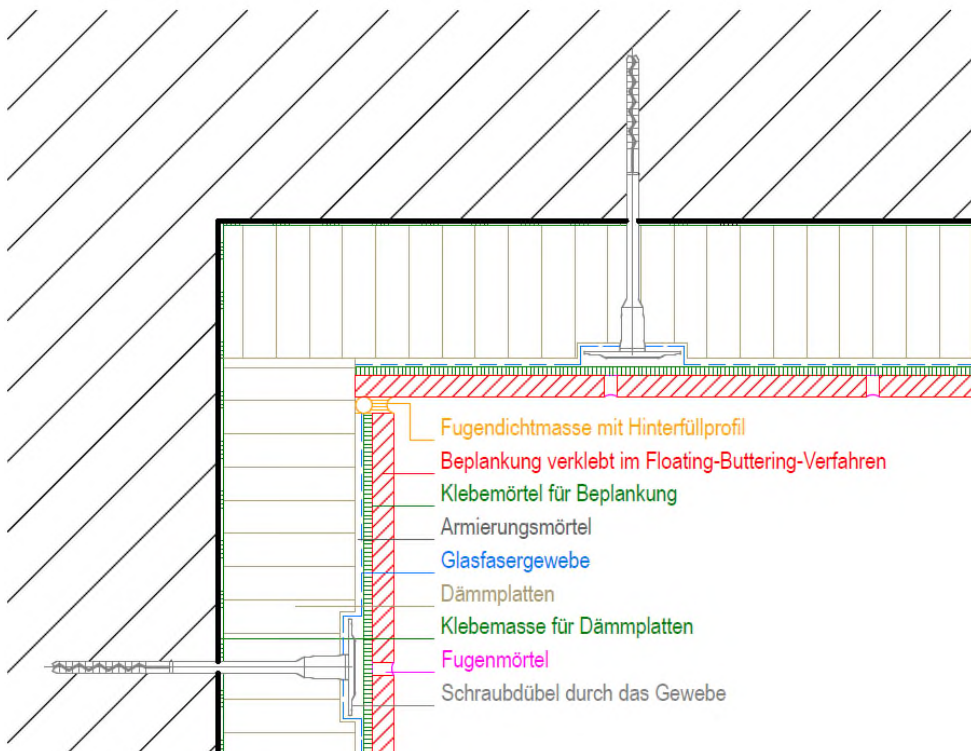 Fugendichtmasse mit Hinterfüllprofil
Beplankung verklebt im Floating-Buttering-Verfahren
Klebemörtel für Beplankung
Armierungsmörtel
Glasfasergewebe
Dämmplatten
Klebemasse für Dämmplatten
Fugenmörtel
Schraubdübel durch das Gewebe